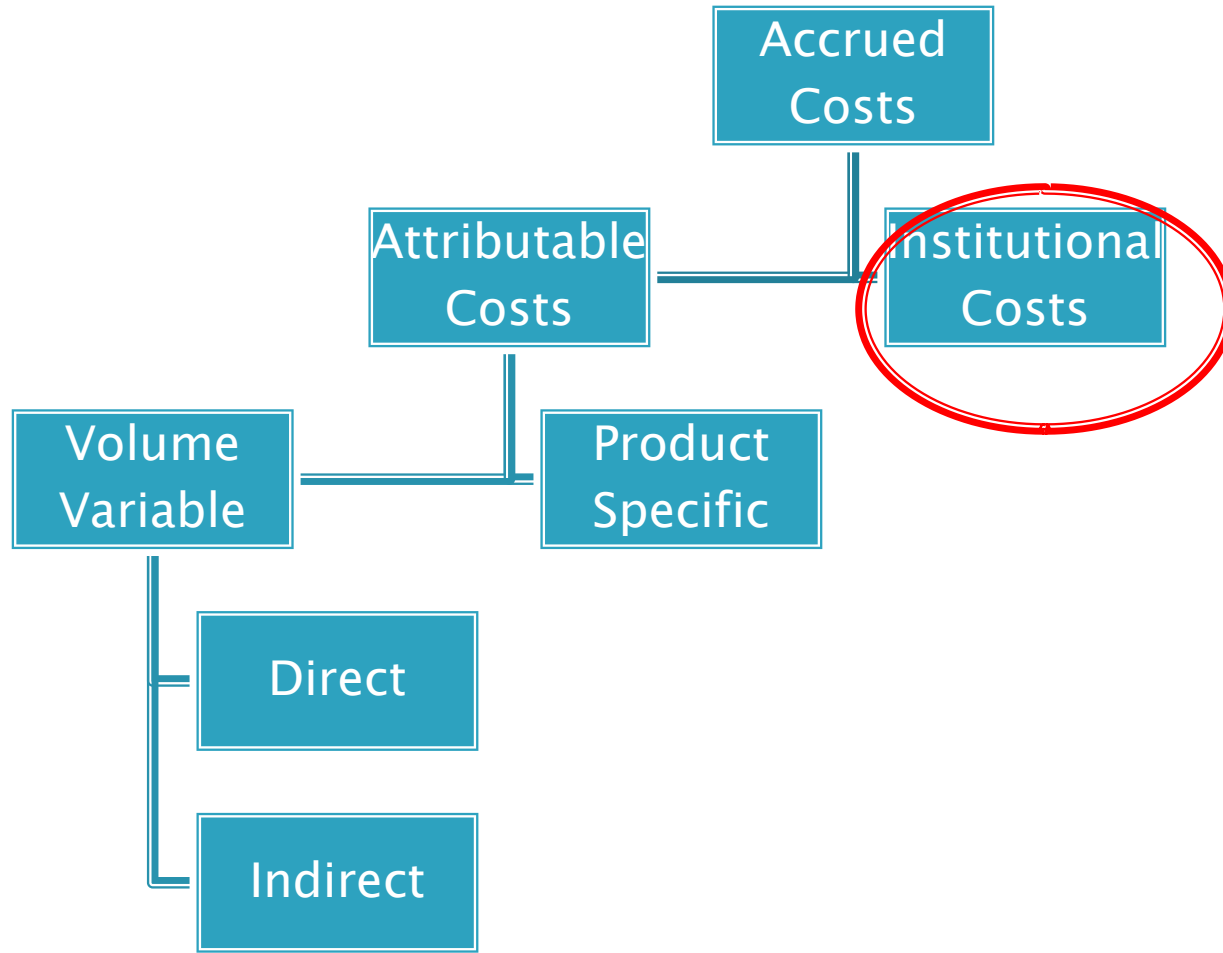 Accrued
Costs
Attributable
Costs
Institutional
Costs
Volume
Variable
Product
Specific
Direct
Indirect